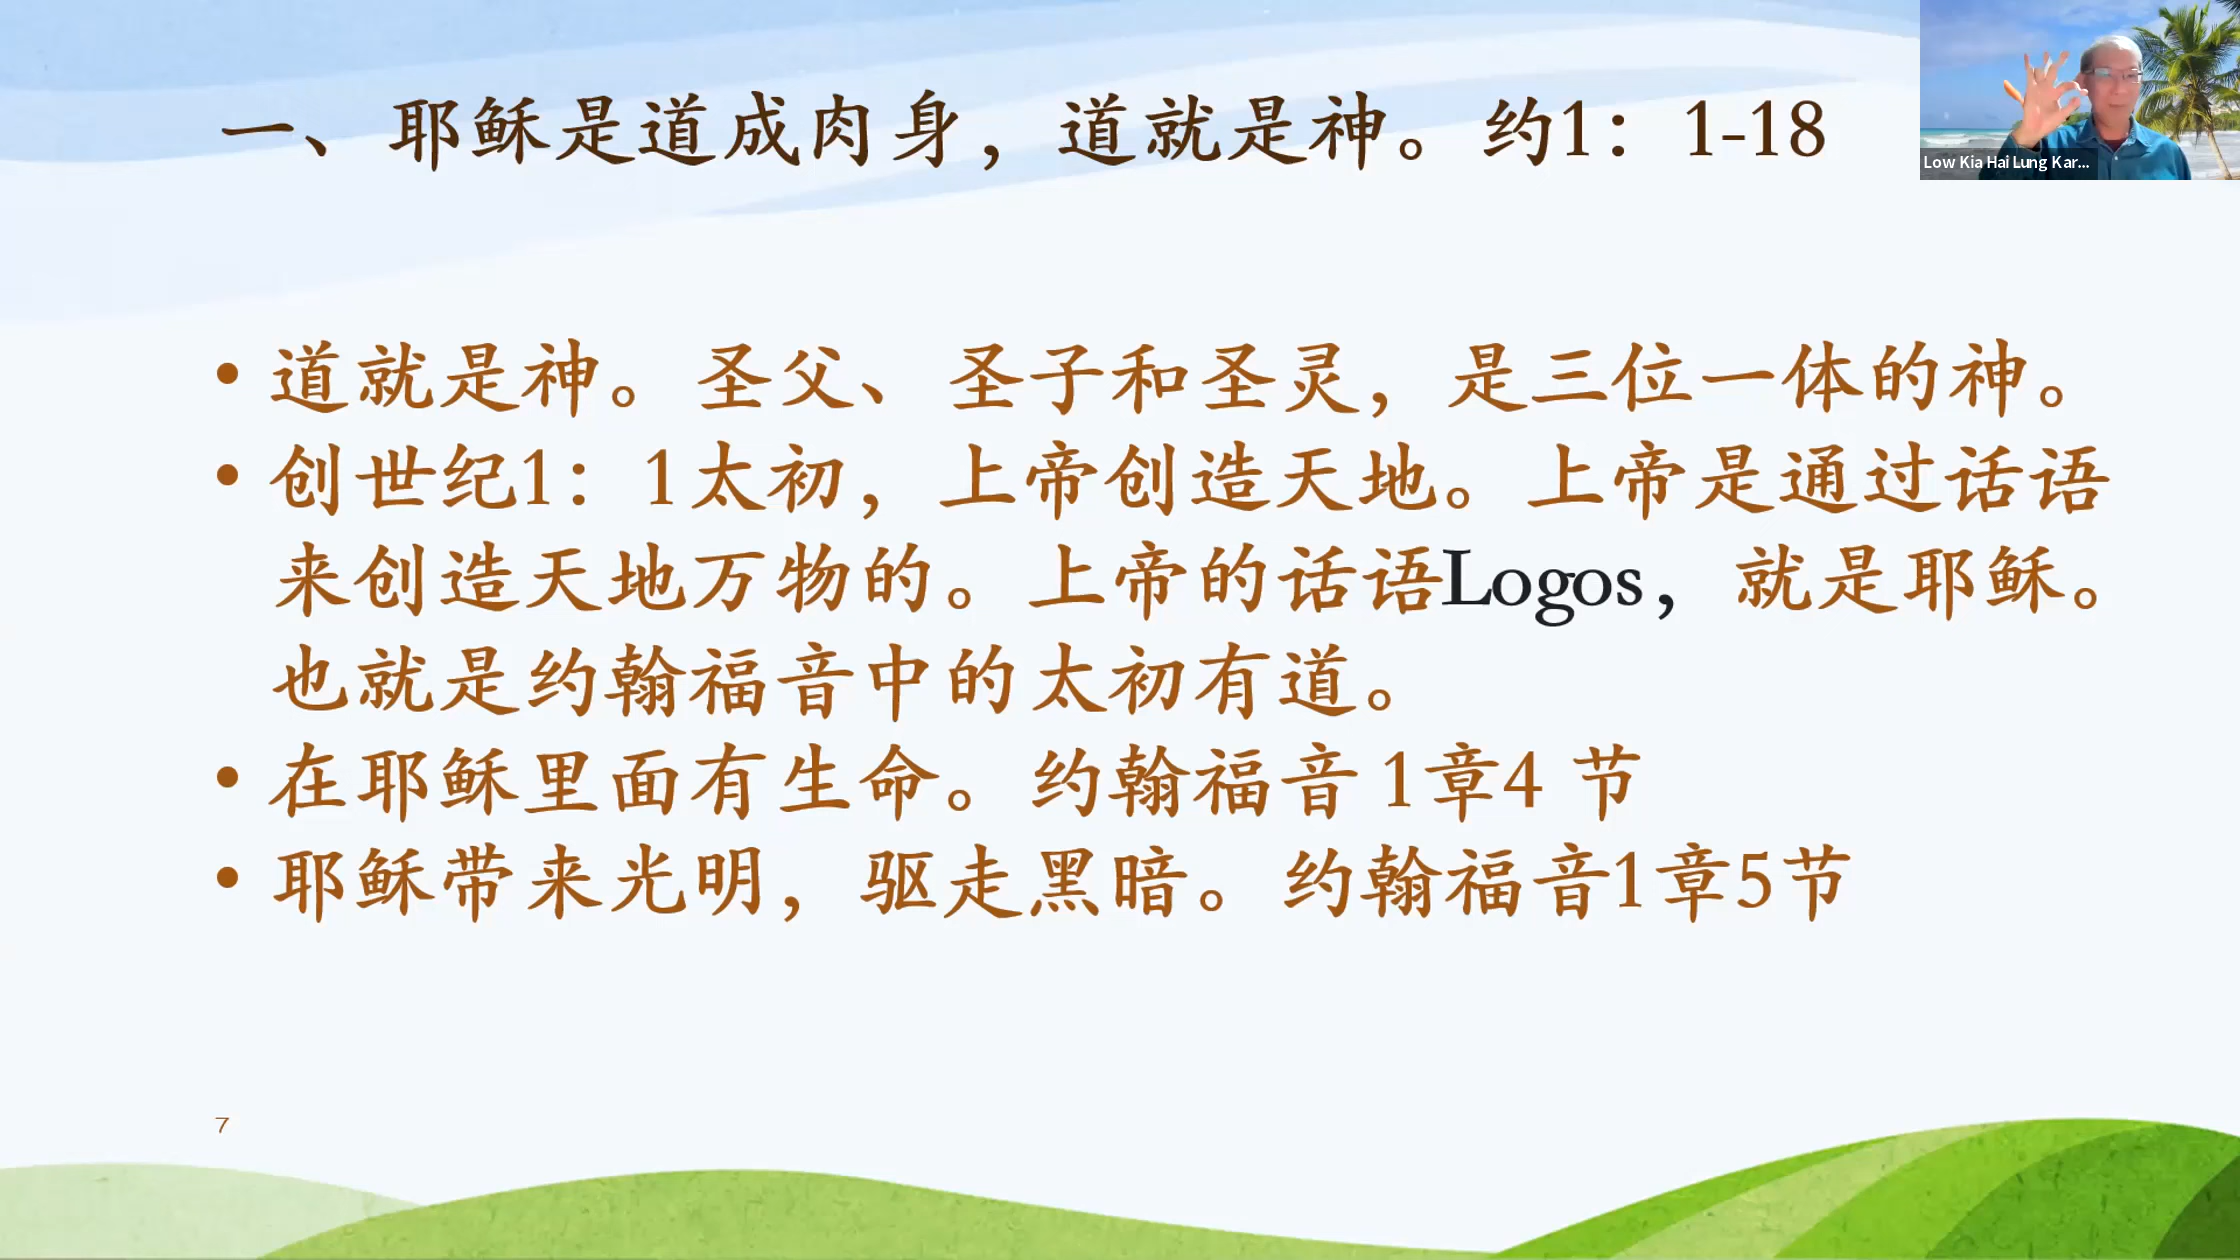 一、耶稣是道成肉身，道就是神。约1：1-18
Low Kia Hai Lung Kar...
• 道就是神。圣父、圣子和圣灵，是三位一体的神。
• 创世纪1：1太初，上帝创造天地。上帝是通过话语
来创造天地万物的。上帝的话语Logos，就是耶稣。
也就是约翰福音中的太初有道。
• 在耶稣里面有生命。约翰福音 1章4 节
• 耶稣带来光明，驱走黑暗。约翰福音1章5节
7